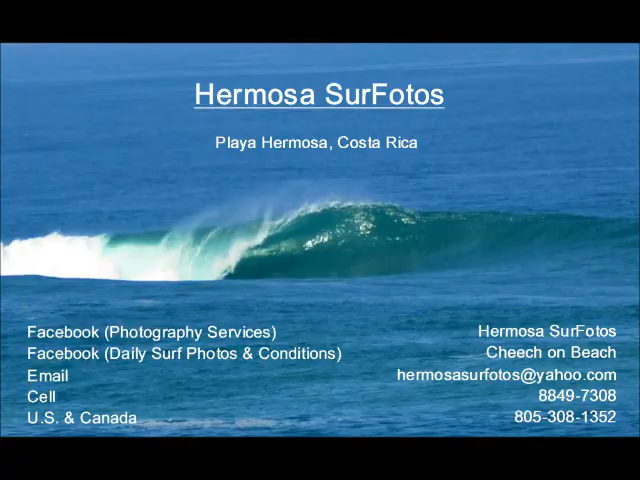 Hermosa SurFotos
Playa Hermosa, Costa Rica
Facebook (Photography Services) Hermosa SurFotos
Facebook (Daily Surf Photos & Conditions) Cheech on Beach
Email hermosasurfotos@yahoo.com
Cell 8849-7308
U.S. & Canada 805-308-1352